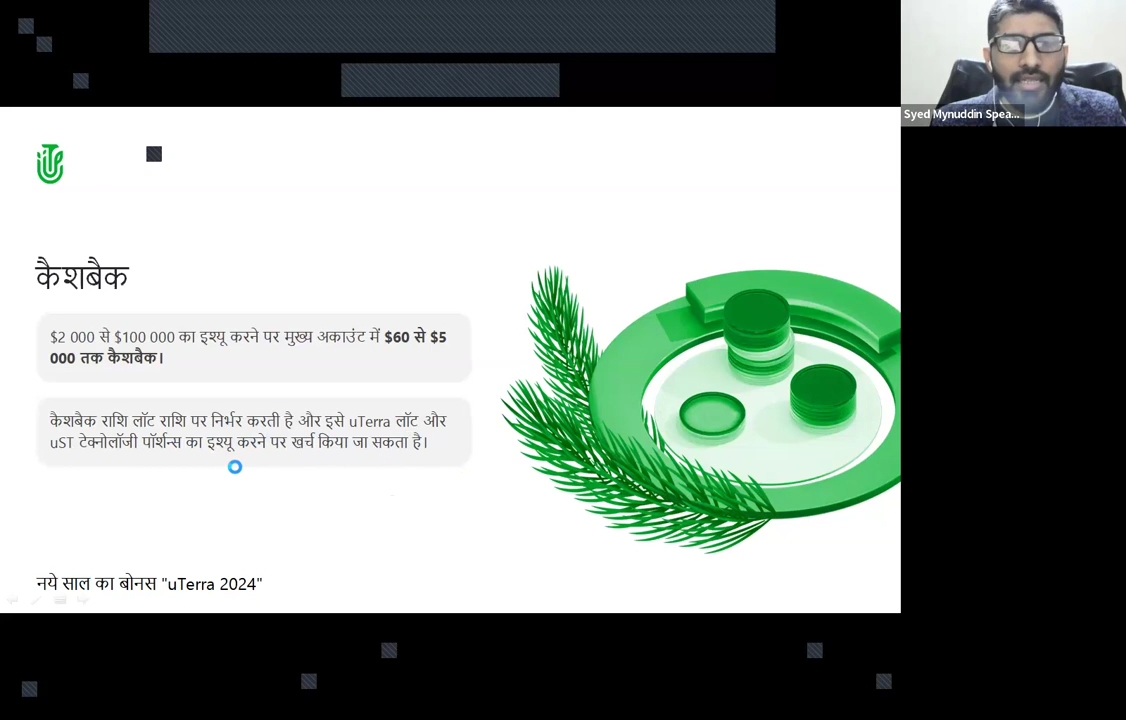 Syed Mynuddin Spea...
कैशबैक
$2 000 से $100 000 का इश्यू करने पर मुख्य अकाउंट में $60 से $5
000 तक कैशबैक।
कैशबैक राशि लॉट राशि पर निर्भर करती है और इसे uTerra लॉट और
uST टेक्नोलॉजी पॉर्शन्स का इश्यू करने पर खर्च किया जा सकता है।
नये साल का बोनस "uTerra 2024"